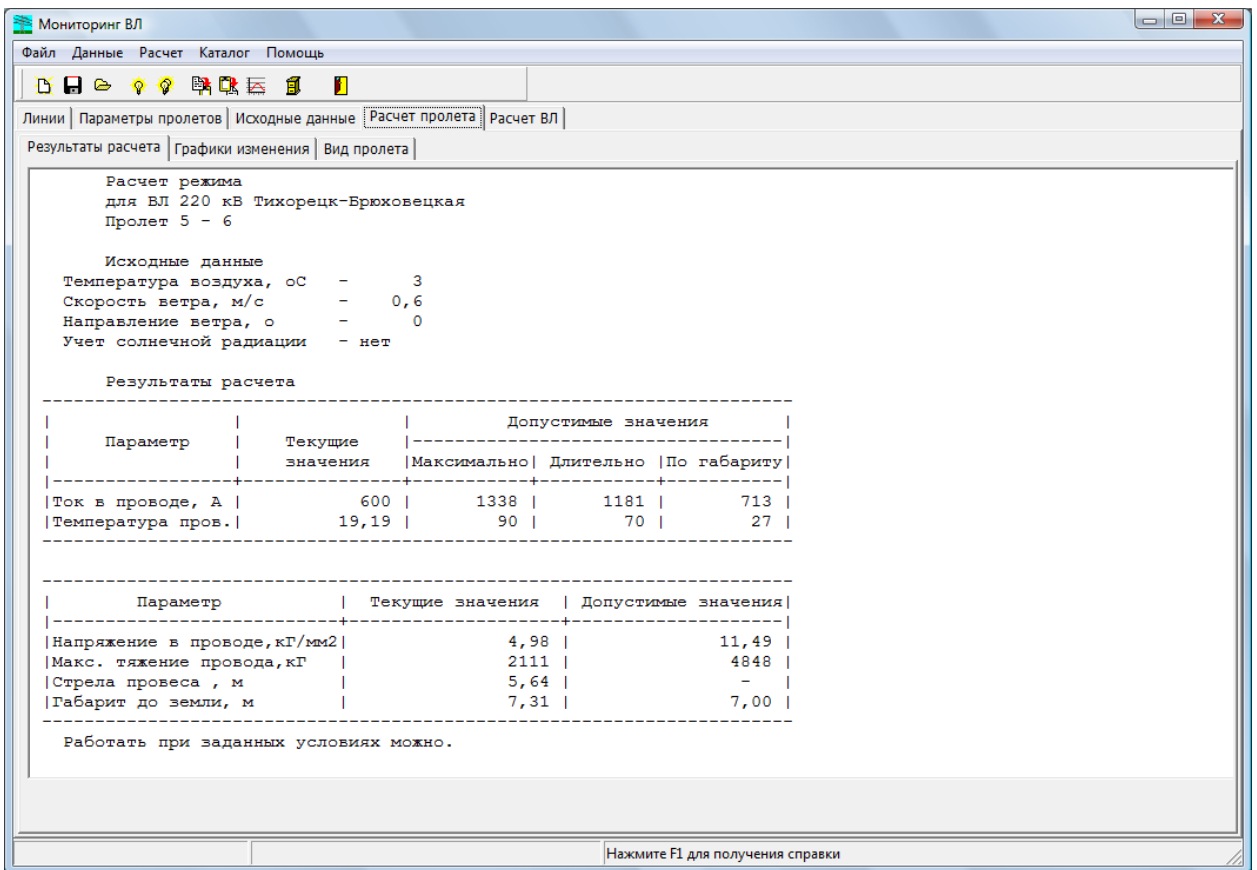 Мониторинг ВЛ
Файл Данные Расчет Каталог Помощь
Линии | Параметры пролетов | Исходные данные | Расчет пролета | Расчет ВЛ |
Результаты расчета | Графики изменения | Вид пролета |
Расчет режима
для ВЛ 220 кВ Тихорецк-Брюховецкая
Пролет 5 - 6
Исходные данные
Температура воздуха, оС - 3
Скорость ветра, м/с - 0,6
Направление ветра, о - 0
Учет солнечной радиации - нет
Результаты расчета
| | | Допустимые значения |
| Параметр | Текущие |-----------------------------------|
| | значения |Максимально| Длительно |По габариту|
|Ток в проводе, А | 600 | 1338 | 1181 | 713 |
|Температура пров.| 19,19 | 90 | 70 | 27 |
| Параметр | Текущие значения | Допустимые значения|
|Напряжение в проводе,кГ/мм2| 4,98 | 11,49 |
|Макс. тяжение провода,кГ | 2111 | 4848 |
|Стрела провеса , м | 5,64 | - |
|Габарит до земли, м | 7,31 | 7,00 |
Работать при заданных условиях можно.
Нажмите F1 для получения справки